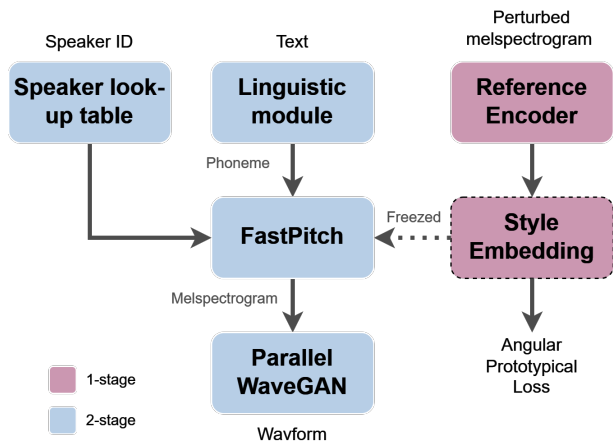 Speaker ID
Text
Perturbed
melspectrogram
Speaker look-
up table
Linguistic
module
Reference
Encoder
Phoneme
FastPitch
Freezed
Style
Embedding
Melspectrogram
Parallel
WaveGAN
Angular
Prototypical
Loss
1-stage
2-stage
Wavform